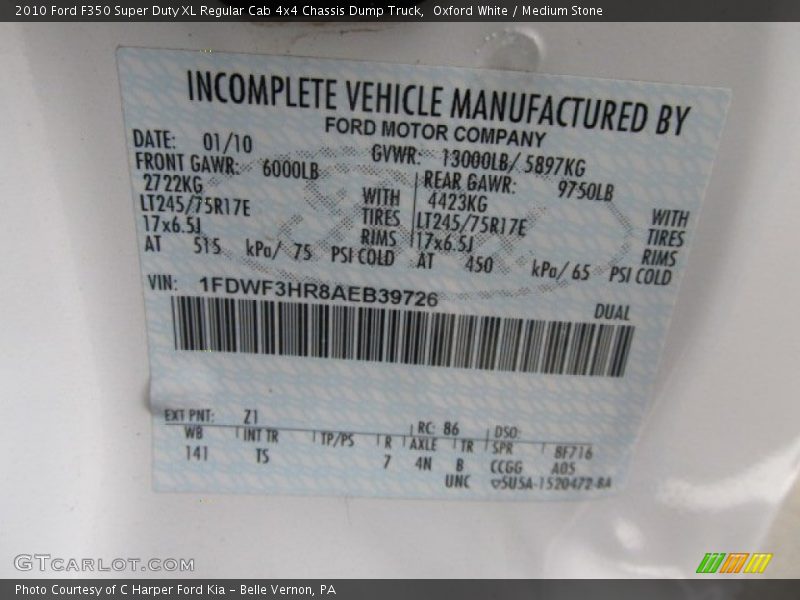 2010 Ford F350 Super Duty XL Regular Cab 4x4 Chassis Dump Truck,  Oxford White / Medium Stone
INCOMPLETE VEHICLE MANUFACTURED BY
FORD MOTOR COMPANY
DATE: 01/10 GVWR: 13000LB/ 5897KG
FRONT GAWR: 6000LB REAR GAWR: 9750LB
2722KG WITH 4423KG WITH
LT245/75R17E TIRES LT245/75R17E TIRES
17x6.5J RIMS 17x6.5J RIMS
AT 515 kPa/ 75 PSI COLD AT 450 kPa/ 65 PSI COLD
VIN: 1FDWF3HR8AEB39726
DUAL
EXT PNT: Z1 RC: 86 DSO:
WB INT TR TP/PS R AXLE TR SPR 8F716
141 TS 7 4N B CCGG A05
UNC ▽5U5A-1520472-BA
GTCARLOT.COM
Photo Courtesy of C Harper Ford Kia – Belle Vernon, PA